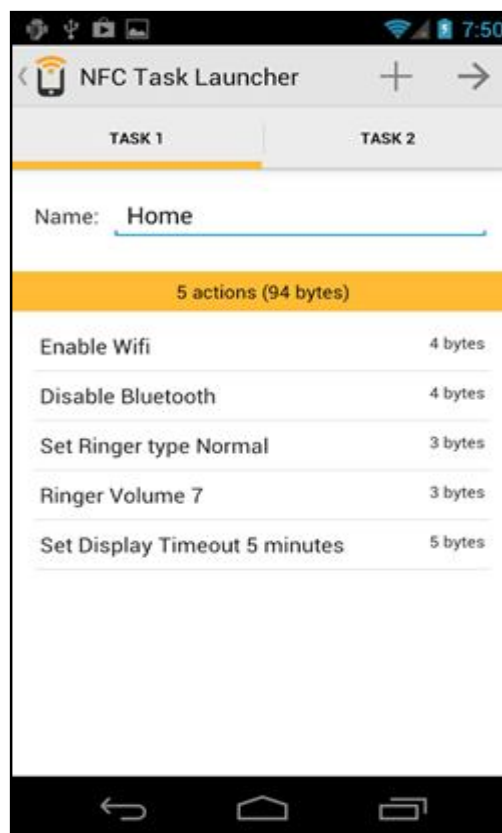 7:50
NFC Task Launcher
TASK 1 TASK 2
Name: Home
5 actions (94 bytes)
Enable Wifi 4 bytes
Disable Bluetooth 4 bytes
Set Ringer type Normal 3 bytes
Ringer Volume 7 3 bytes
Set Display Timeout 5 minutes 5 bytes